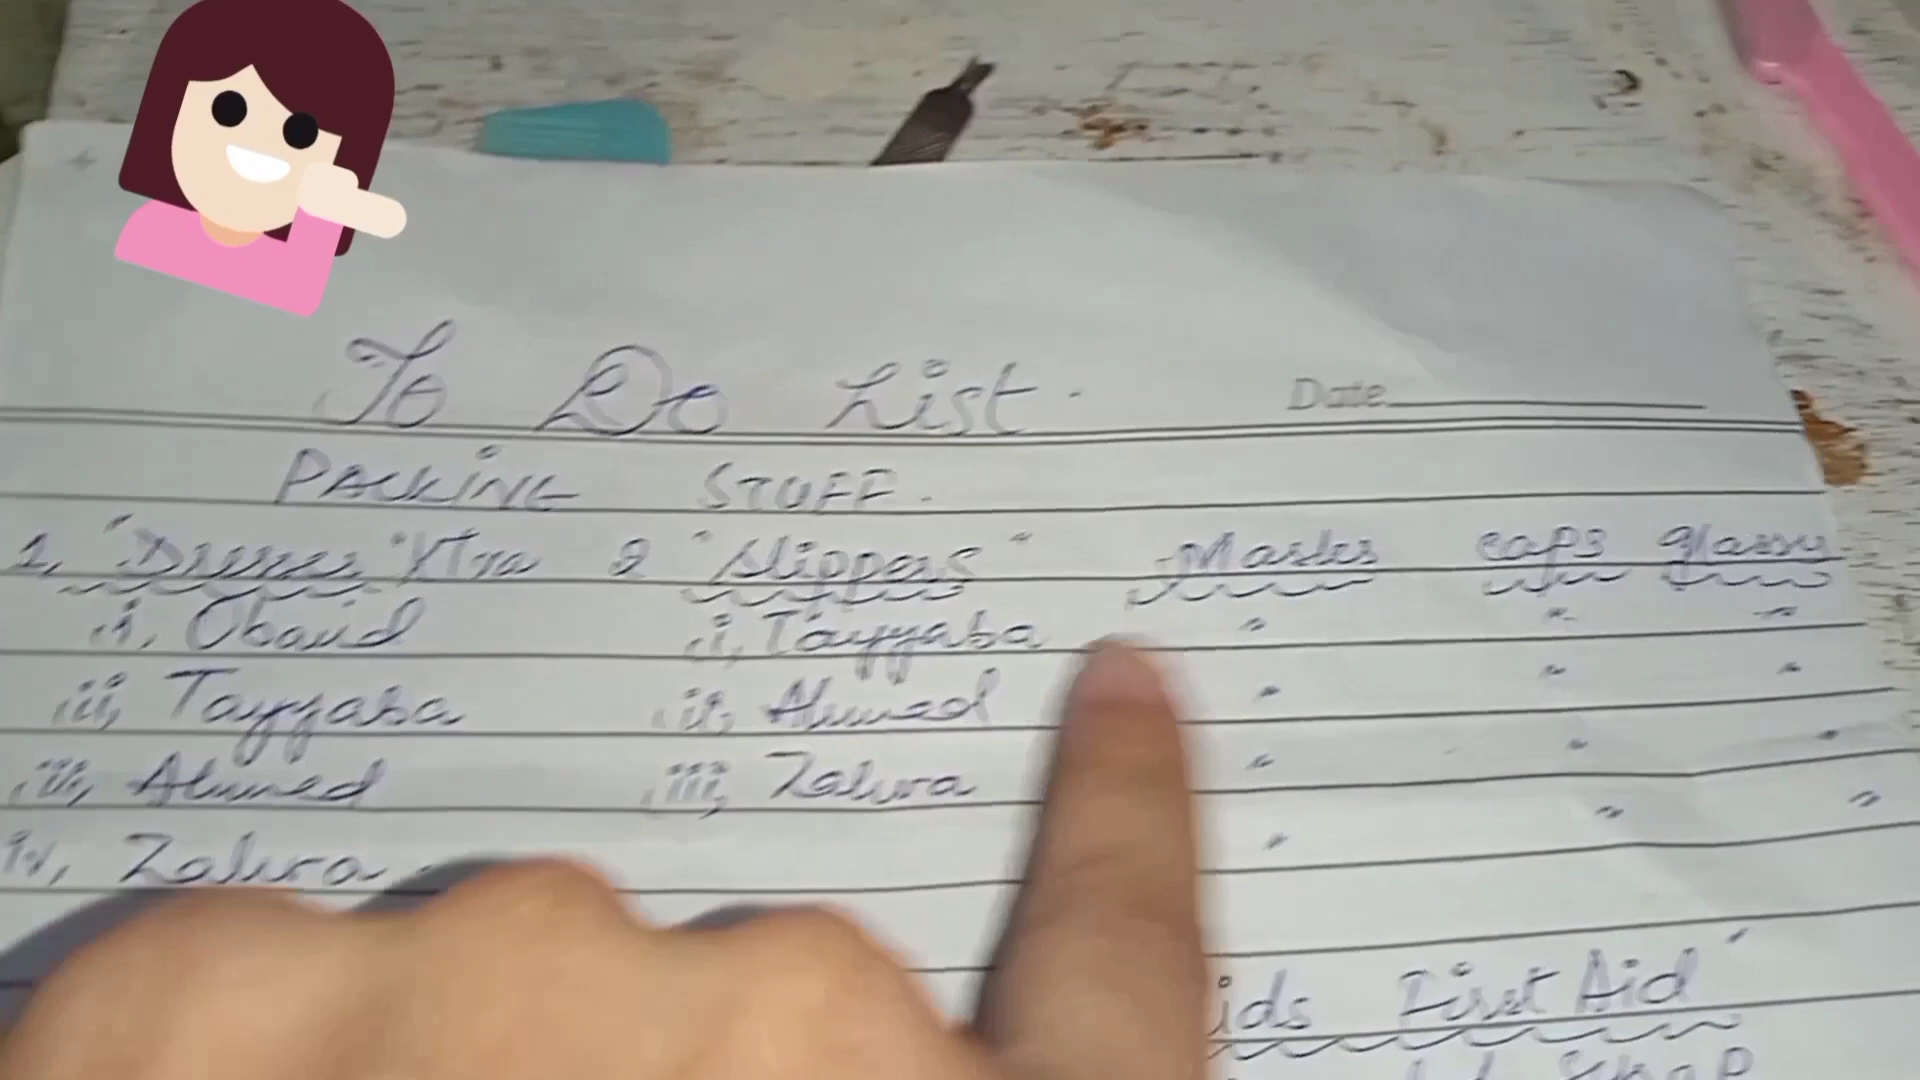 To Do List.
Date
PACKING STUFF.
1, "Dresses" Xtra 2 "Slippers" Masks caps glasses
i, Obaid i, Tayyaba " " "
ii, Tayyaba ii, Ahmed " " "
iii, Ahmed iii, Zahra " " "
iv, Zahra. " " "
ids First Aid"